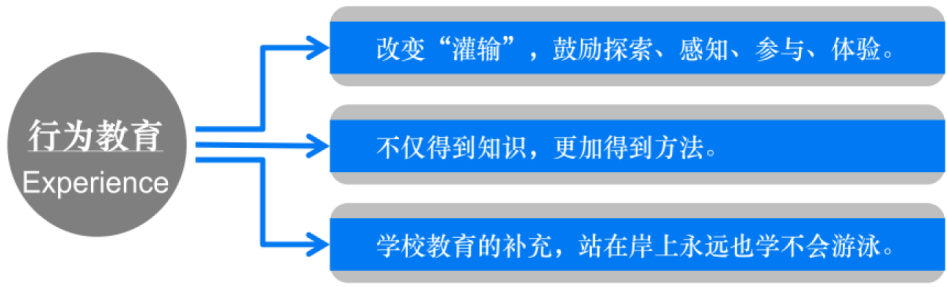 行为教育
Experience
改变“灌输”，鼓励探索、感知、参与、体验。
不仅得到知识，更加得到方法。
学校教育的补充，站在岸上永远也学不会游泳。